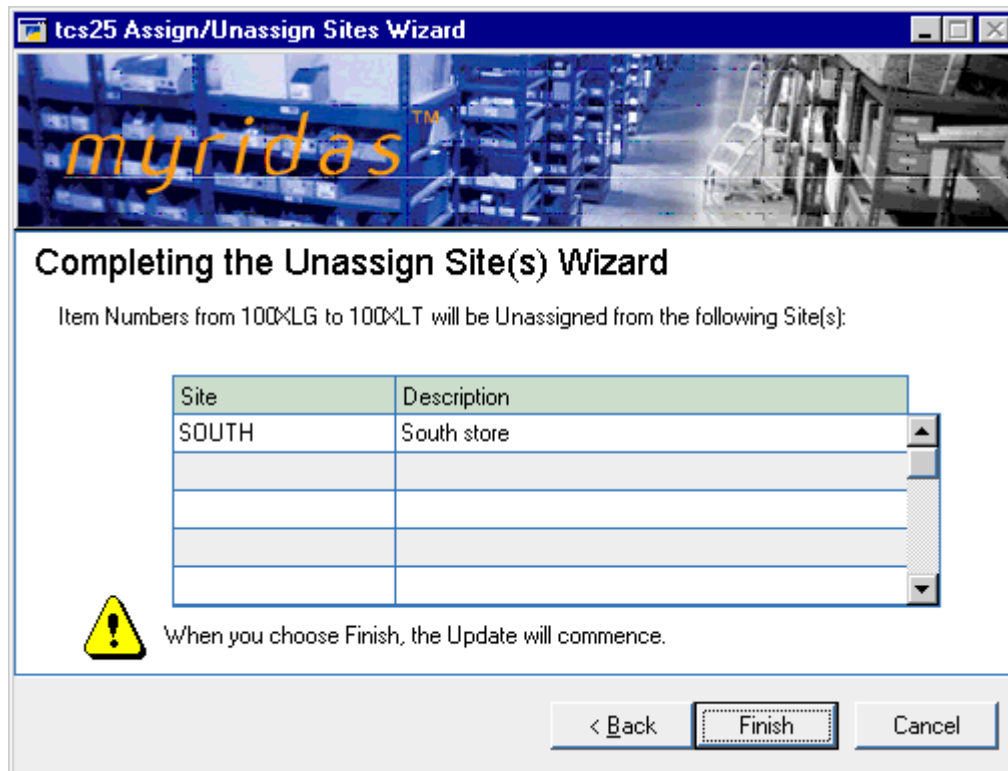 tcs25 Assign/Unassign Sites Wizard
myridas™
Completing the Unassign Site(s) Wizard
Item Numbers from 100XLG to 100XLT will be Unassigned from the following Site(s):
Site Description
SOUTH South store
When you choose Finish, the Update will commence.
< Back Finish Cancel